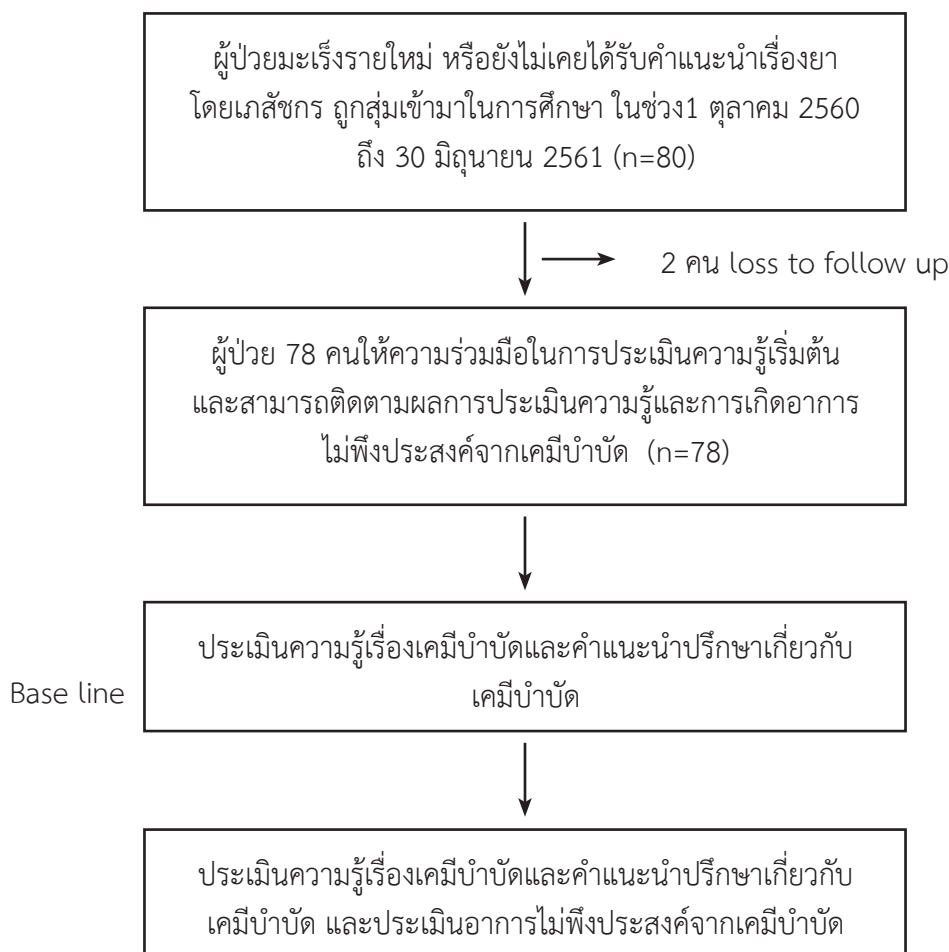 ผู้ป่วยมะเร็งรายใหม่ หรือยังไม่เคยได้รับคำแนะนำเรื่องยา
โดยเภสัชกร ถูกสุ่มเข้ามาในการศึกษา ในช่วง1 ตุลาคม 2560
ถึง 30 มิถุนายน 2561 (n=80)
2 คน loss to follow up
ผู้ป่วย 78 คนให้ความร่วมมือในการประเมินความรู้เริ่มต้น
และสามารถติดตามผลการประเมินความรู้และการเกิดอาการ
ไม่พึงประสงค์จากเคมีบำบัด (n=78)
Base line
ประเมินความรู้เรื่องเคมีบำบัดและคำแนะนำปรึกษาเกี่ยวกับ
เคมีบำบัด
ประเมินความรู้เรื่องเคมีบำบัดและคำแนะนำปรึกษาเกี่ยวกับ
เคมีบำบัด และประเมินอาการไม่พึงประสงค์จากเคมีบำบัด